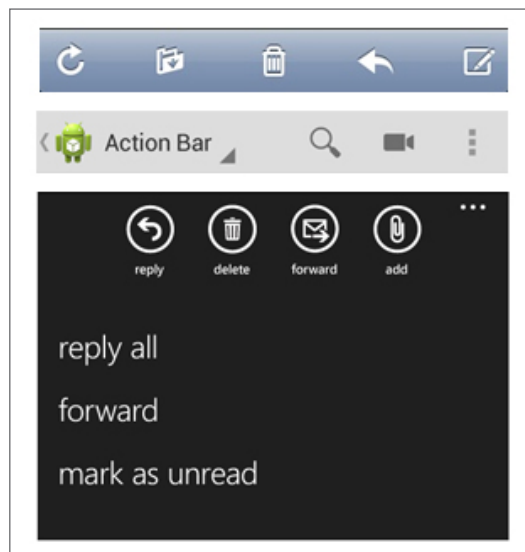 Action Bar
reply delete forward add
reply all
forward
mark as unread